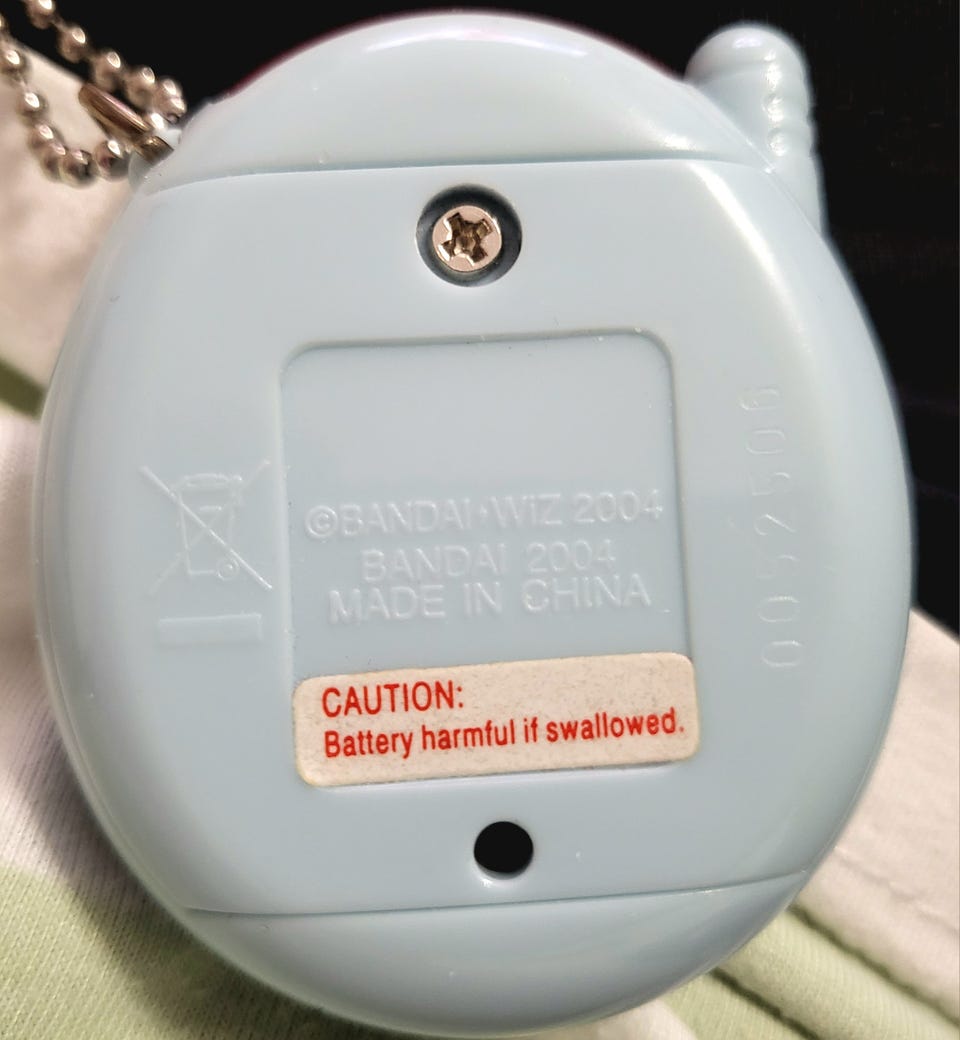 ©BANDAI•WIZ 2004
BANDAI 2004
MADE IN CHINA
CAUTION:
Battery harmful if swallowed.
0052506